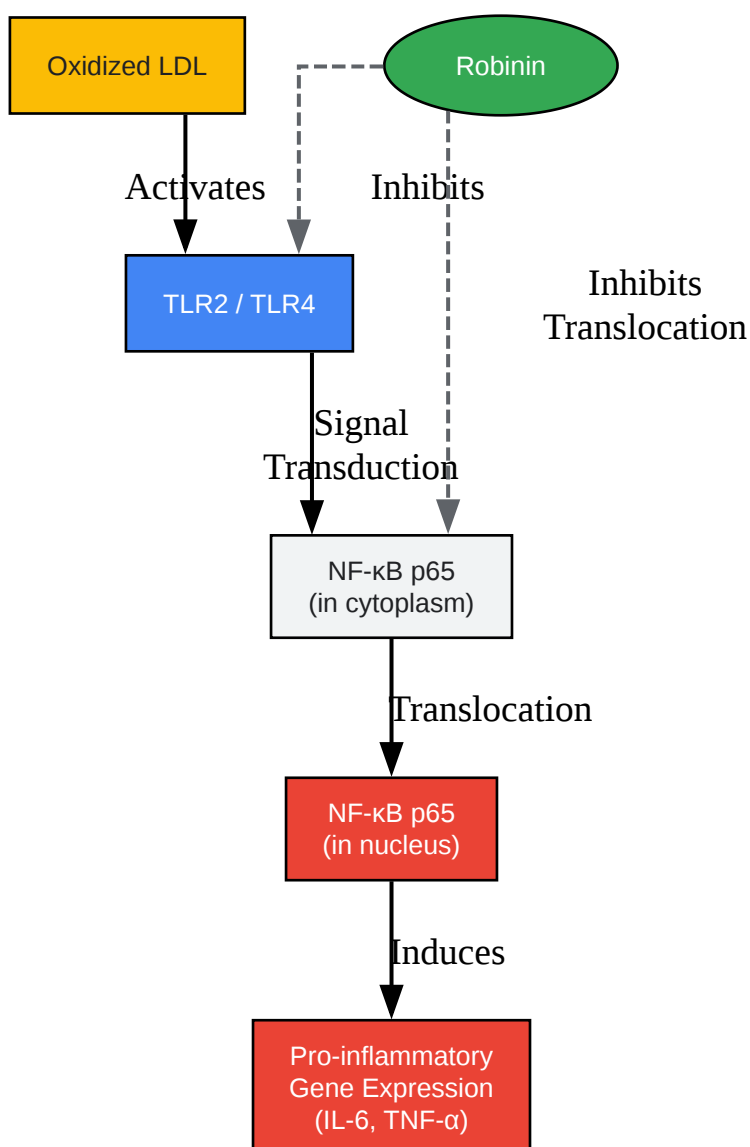 Oxidized LDL
Robinin
Activates
Inhibits
Inhibits
Translocation
TLR2 / TLR4
Signal
Transduction
NF-κB p65
(in cytoplasm)
Translocation
NF-κB p65
(in nucleus)
Induces
Pro-inflammatory
Gene Expression
(IL-6, TNF-α)